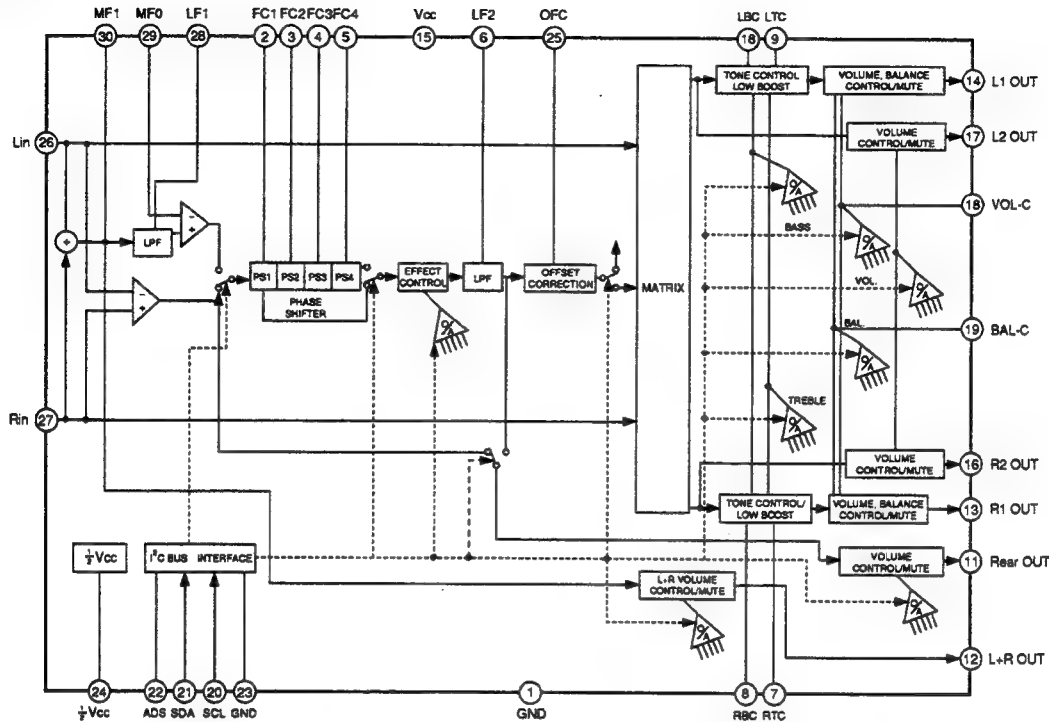 MF1 MF0 LF1 FC1 FC2 FC3 FC4 Vcc LF2 OFC LBC LTC
30 29 28 2 3 4 5 15 6 25 18 9
TONE CONTROL
LOW BOOST
VOLUME, BALANCE
CONTROL/MUTE
14 L1 OUT
VOLUME
CONTROL/MUTE
17 L2 OUT
Lin 26
D/A
BASS
18 VOL-C
D/A
VOL.
D/A
+
LPF
- +
- +
PS1 PS2 PS3 PS4
PHASE
SHIFTER
EFFECT
CONTROL
LPF
OFFSET
CORRECTION
MATRIX
D/A
BAL.
19 BAL-C
D/A
TREBLE
D/A
Rin 27
VOLUME
CONTROL/MUTE
16 R2 OUT
TONE CONTROL/
LOW BOOST
VOLUME, BALANCE
CONTROL/MUTE
13 R1 OUT
½Vcc
I²C BUS INTERFACE
VOLUME
CONTROL/MUTE
11 Rear OUT
D/A
L+R VOLUME
CONTROL/MUTE
D/A
12 L+R OUT
24 22 21 20 23 1 8 7
½Vcc ADS SDA SCL GND GND RBC RTC